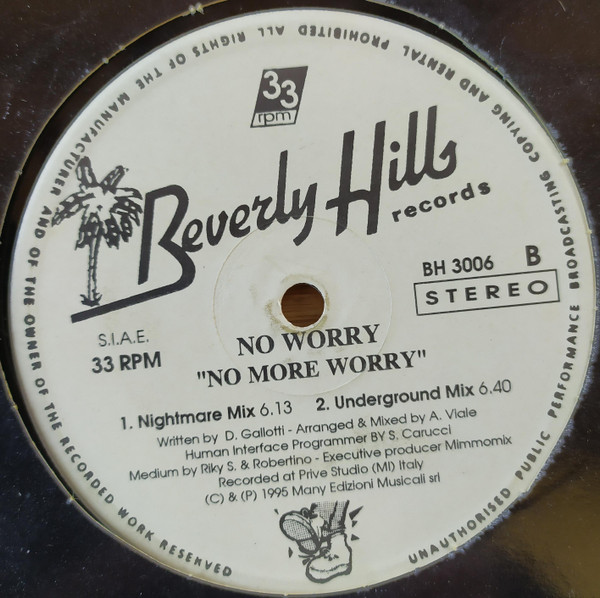 ALL RIGHTS OF THE MANUFACTURER AND OF THE OWNER OF THE RECORDED WORK RESERVED
UNAUTHORISED PUBLIC PERFORMANCE BROADCASTING COPYING AND RENTAL PROHIBITED
33
rpm
Beverly Hills
records
BH 3006 B
STEREO
S.I.A.E.
33 RPM
NO WORRY
"NO MORE WORRY"
1. Nightmare Mix 6.13 2. Underground Mix 6.40
Written by D. Gallotti - Arranged & Mixed by A. Viale
Human Interface Programmer BY S. Carucci
Medium by Riky S. & Robertino - Executive producer Mimmomix
Recorded at Prive Studio (MI) Italy
(C) & (P) 1995 Many Edizioni Musicali srl